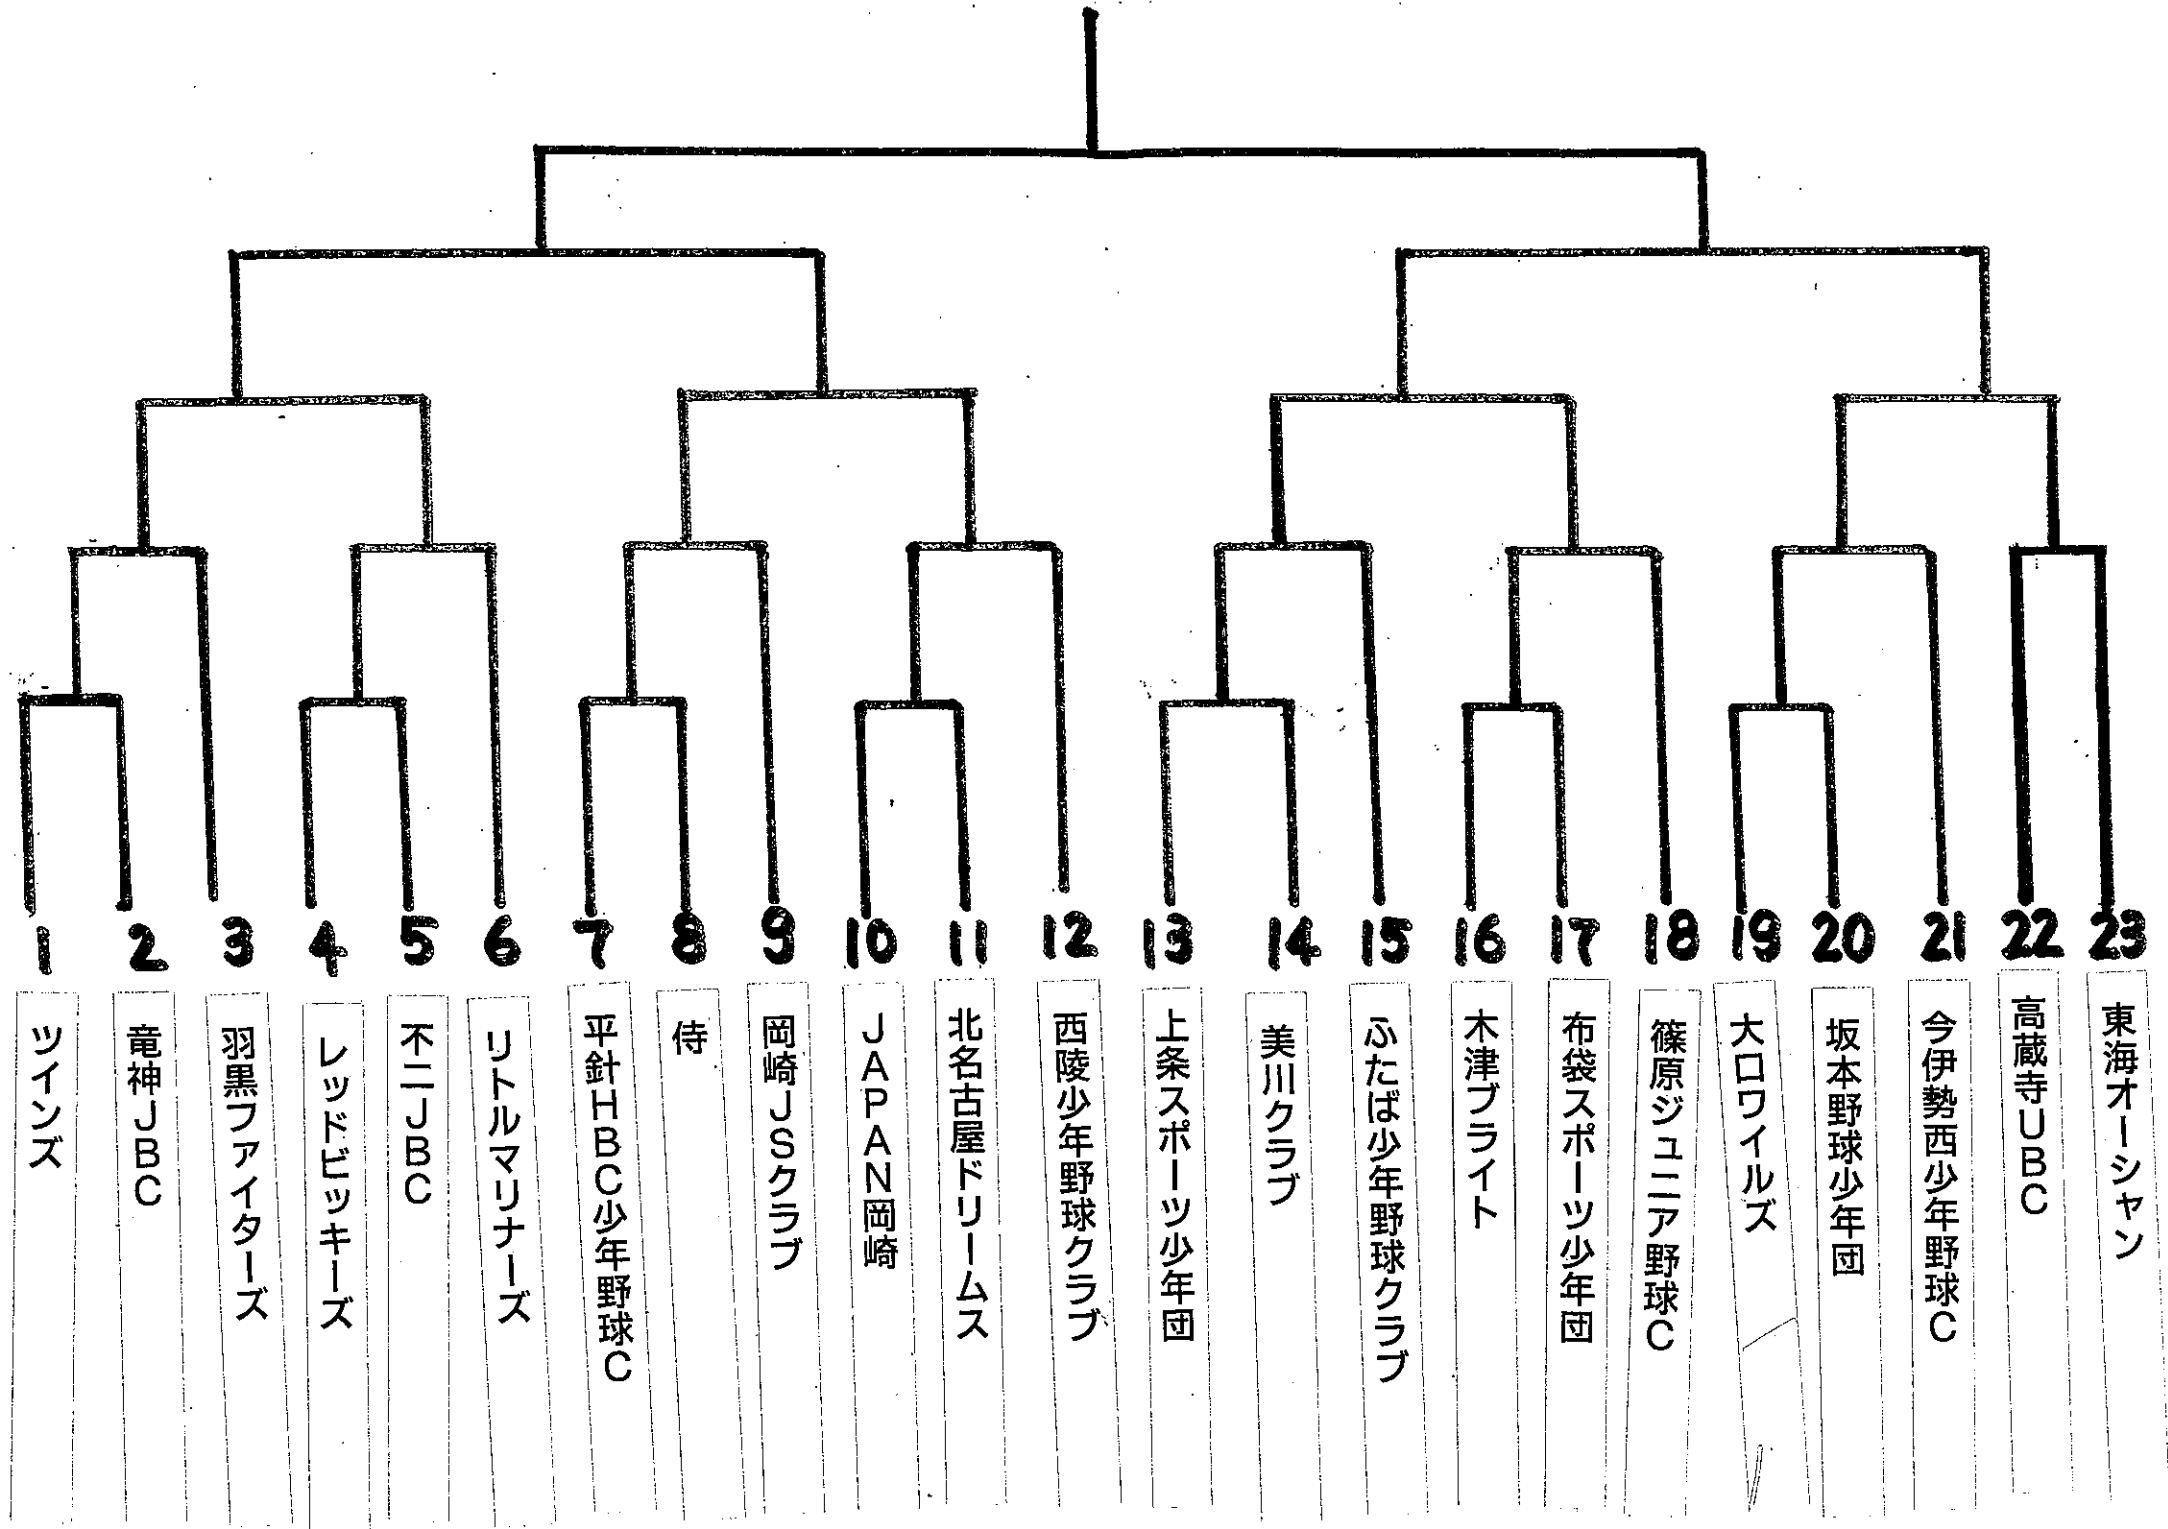 1
2
3
4
5
6
7
8
9
10
11
12
13
14
15
16
17
18
19
20
21
22
23
ツインズ
竜神JBC
羽黒ファイターズ
レッドビッキーズ
不二JBC
リトルマリナーズ
平針HBC少年野球C
侍
岡崎JSクラブ
JAPAN岡崎
北名古屋ドリームス
西陵少年野球クラブ
上条スポーツ少年団
美川クラブ
ふたば少年野球クラブ
木津ブライト
布袋スポーツ少年団
篠原ジュニア野球C
大口ワイルズ
坂本野球少年団
今伊勢西少年野球C
高蔵寺UBC
東海オーシャン